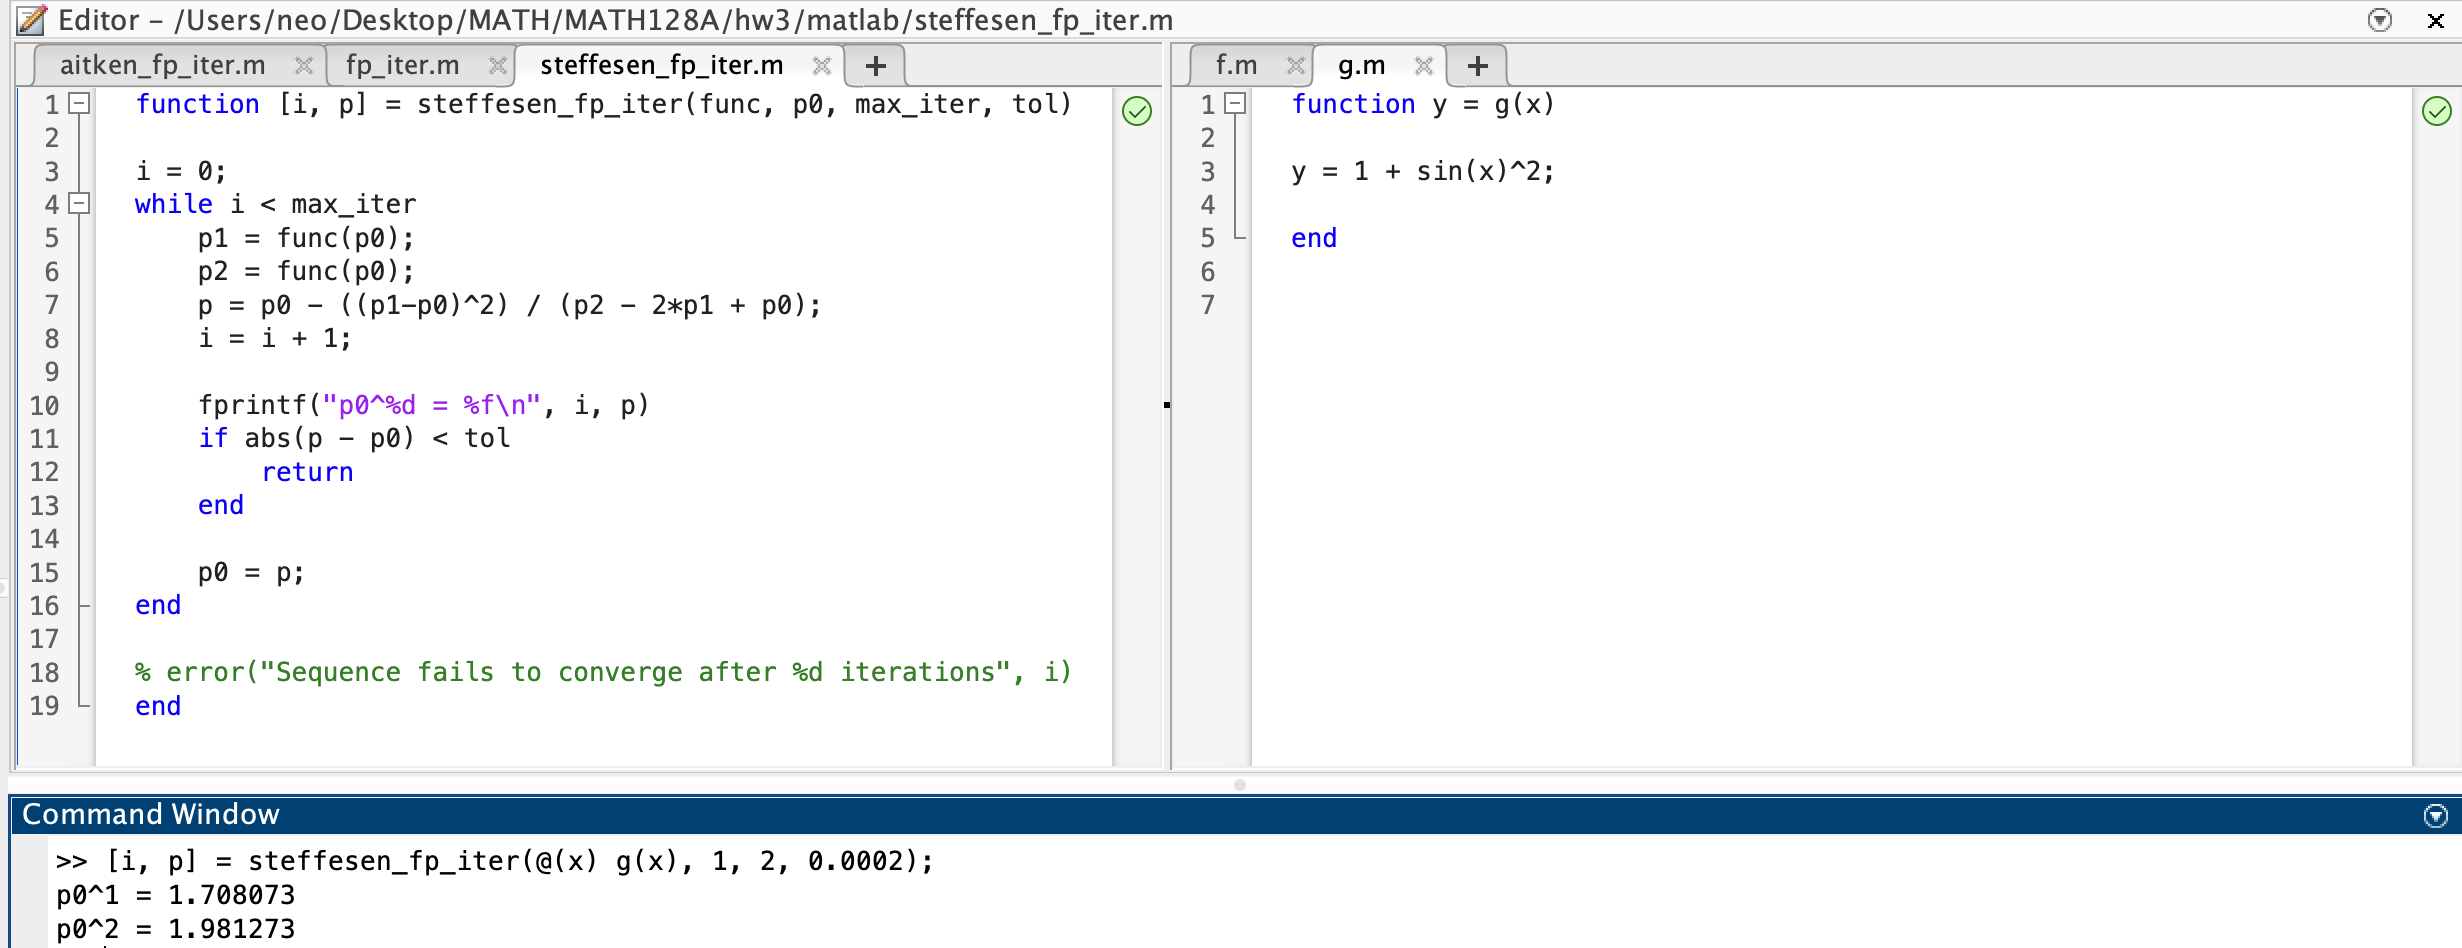 Editor – /Users/neo/Desktop/MATH/MATH128A/hw3/matlab/steffesen_fp_iter.m
aitken_fp_iter.m fp_iter.m steffesen_fp_iter.m +
1 function [i, p] = steffesen_fp_iter(func, p0, max_iter, tol)
2
3 i = 0;
4 while i < max_iter
5 p1 = func(p0);
6 p2 = func(p0);
7 p = p0 - ((p1-p0)^2) / (p2 - 2*p1 + p0);
8 i = i + 1;
9
10 fprintf("p0^%d = %f\n", i, p)
11 if abs(p - p0) < tol
12 return
13 end
14
15 p0 = p;
16 end
17
18 % error("Sequence fails to converge after %d iterations", i)
19 end
f.m g.m +
1 function y = g(x)
2
3 y = 1 + sin(x)^2;
4
5 end
6
7
Command Window
>> [i, p] = steffesen_fp_iter(@(x) g(x), 1, 2, 0.0002);
p0^1 = 1.708073
p0^2 = 1.981273